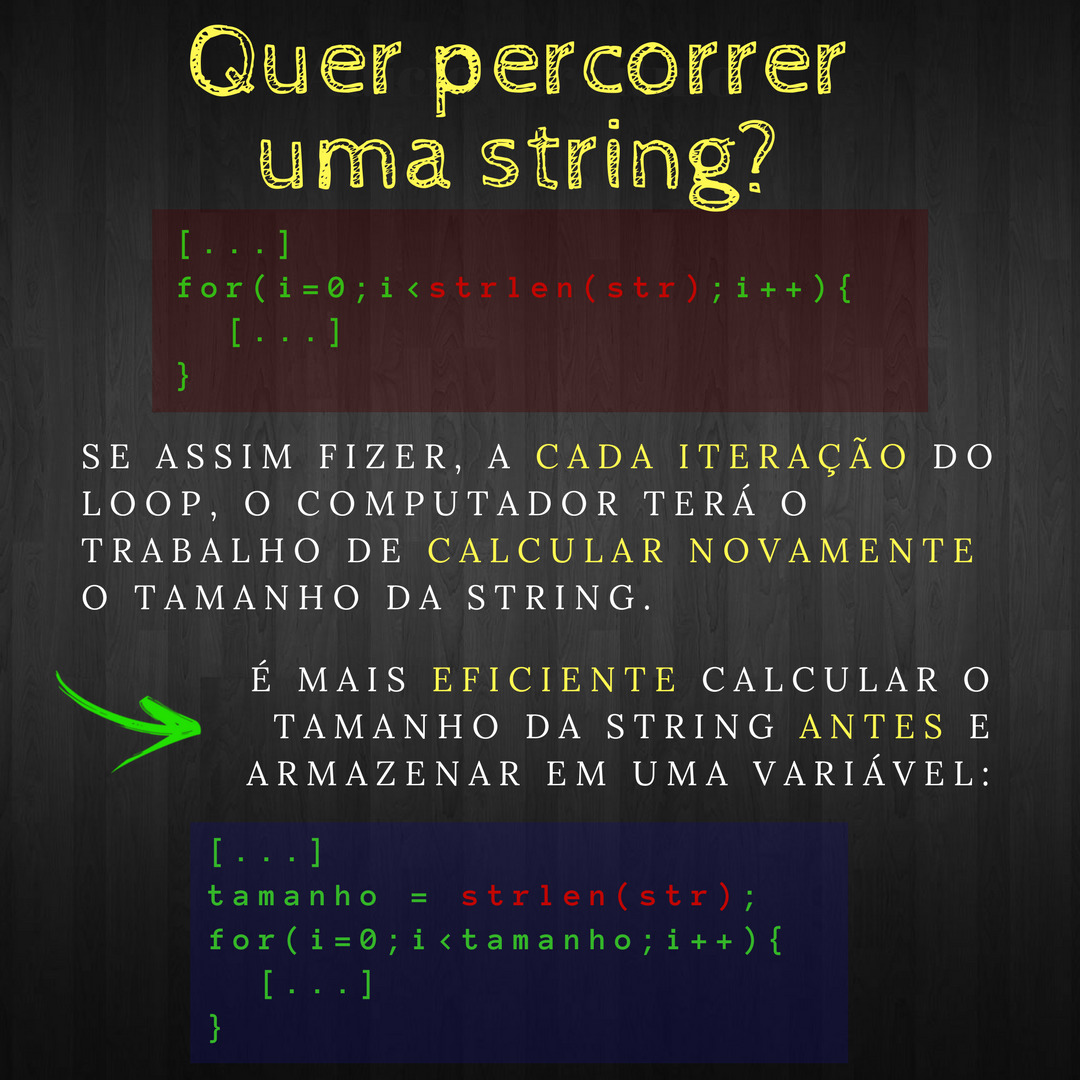 Quer percorrer
uma string?
[...]
for(i=0;i<strlen(str);i++){
  [...]
}
SE ASSIM FIZER, A CADA ITERAÇÃO DO
LOOP, O COMPUTADOR TERÁ O
TRABALHO DE CALCULAR NOVAMENTE
O TAMANHO DA STRING.
É MAIS EFICIENTE CALCULAR O
TAMANHO DA STRING ANTES E
ARMAZENAR EM UMA VARIÁVEL:
[...]
tamanho = strlen(str);
for(i=0;i<tamanho;i++){
  [...]
}